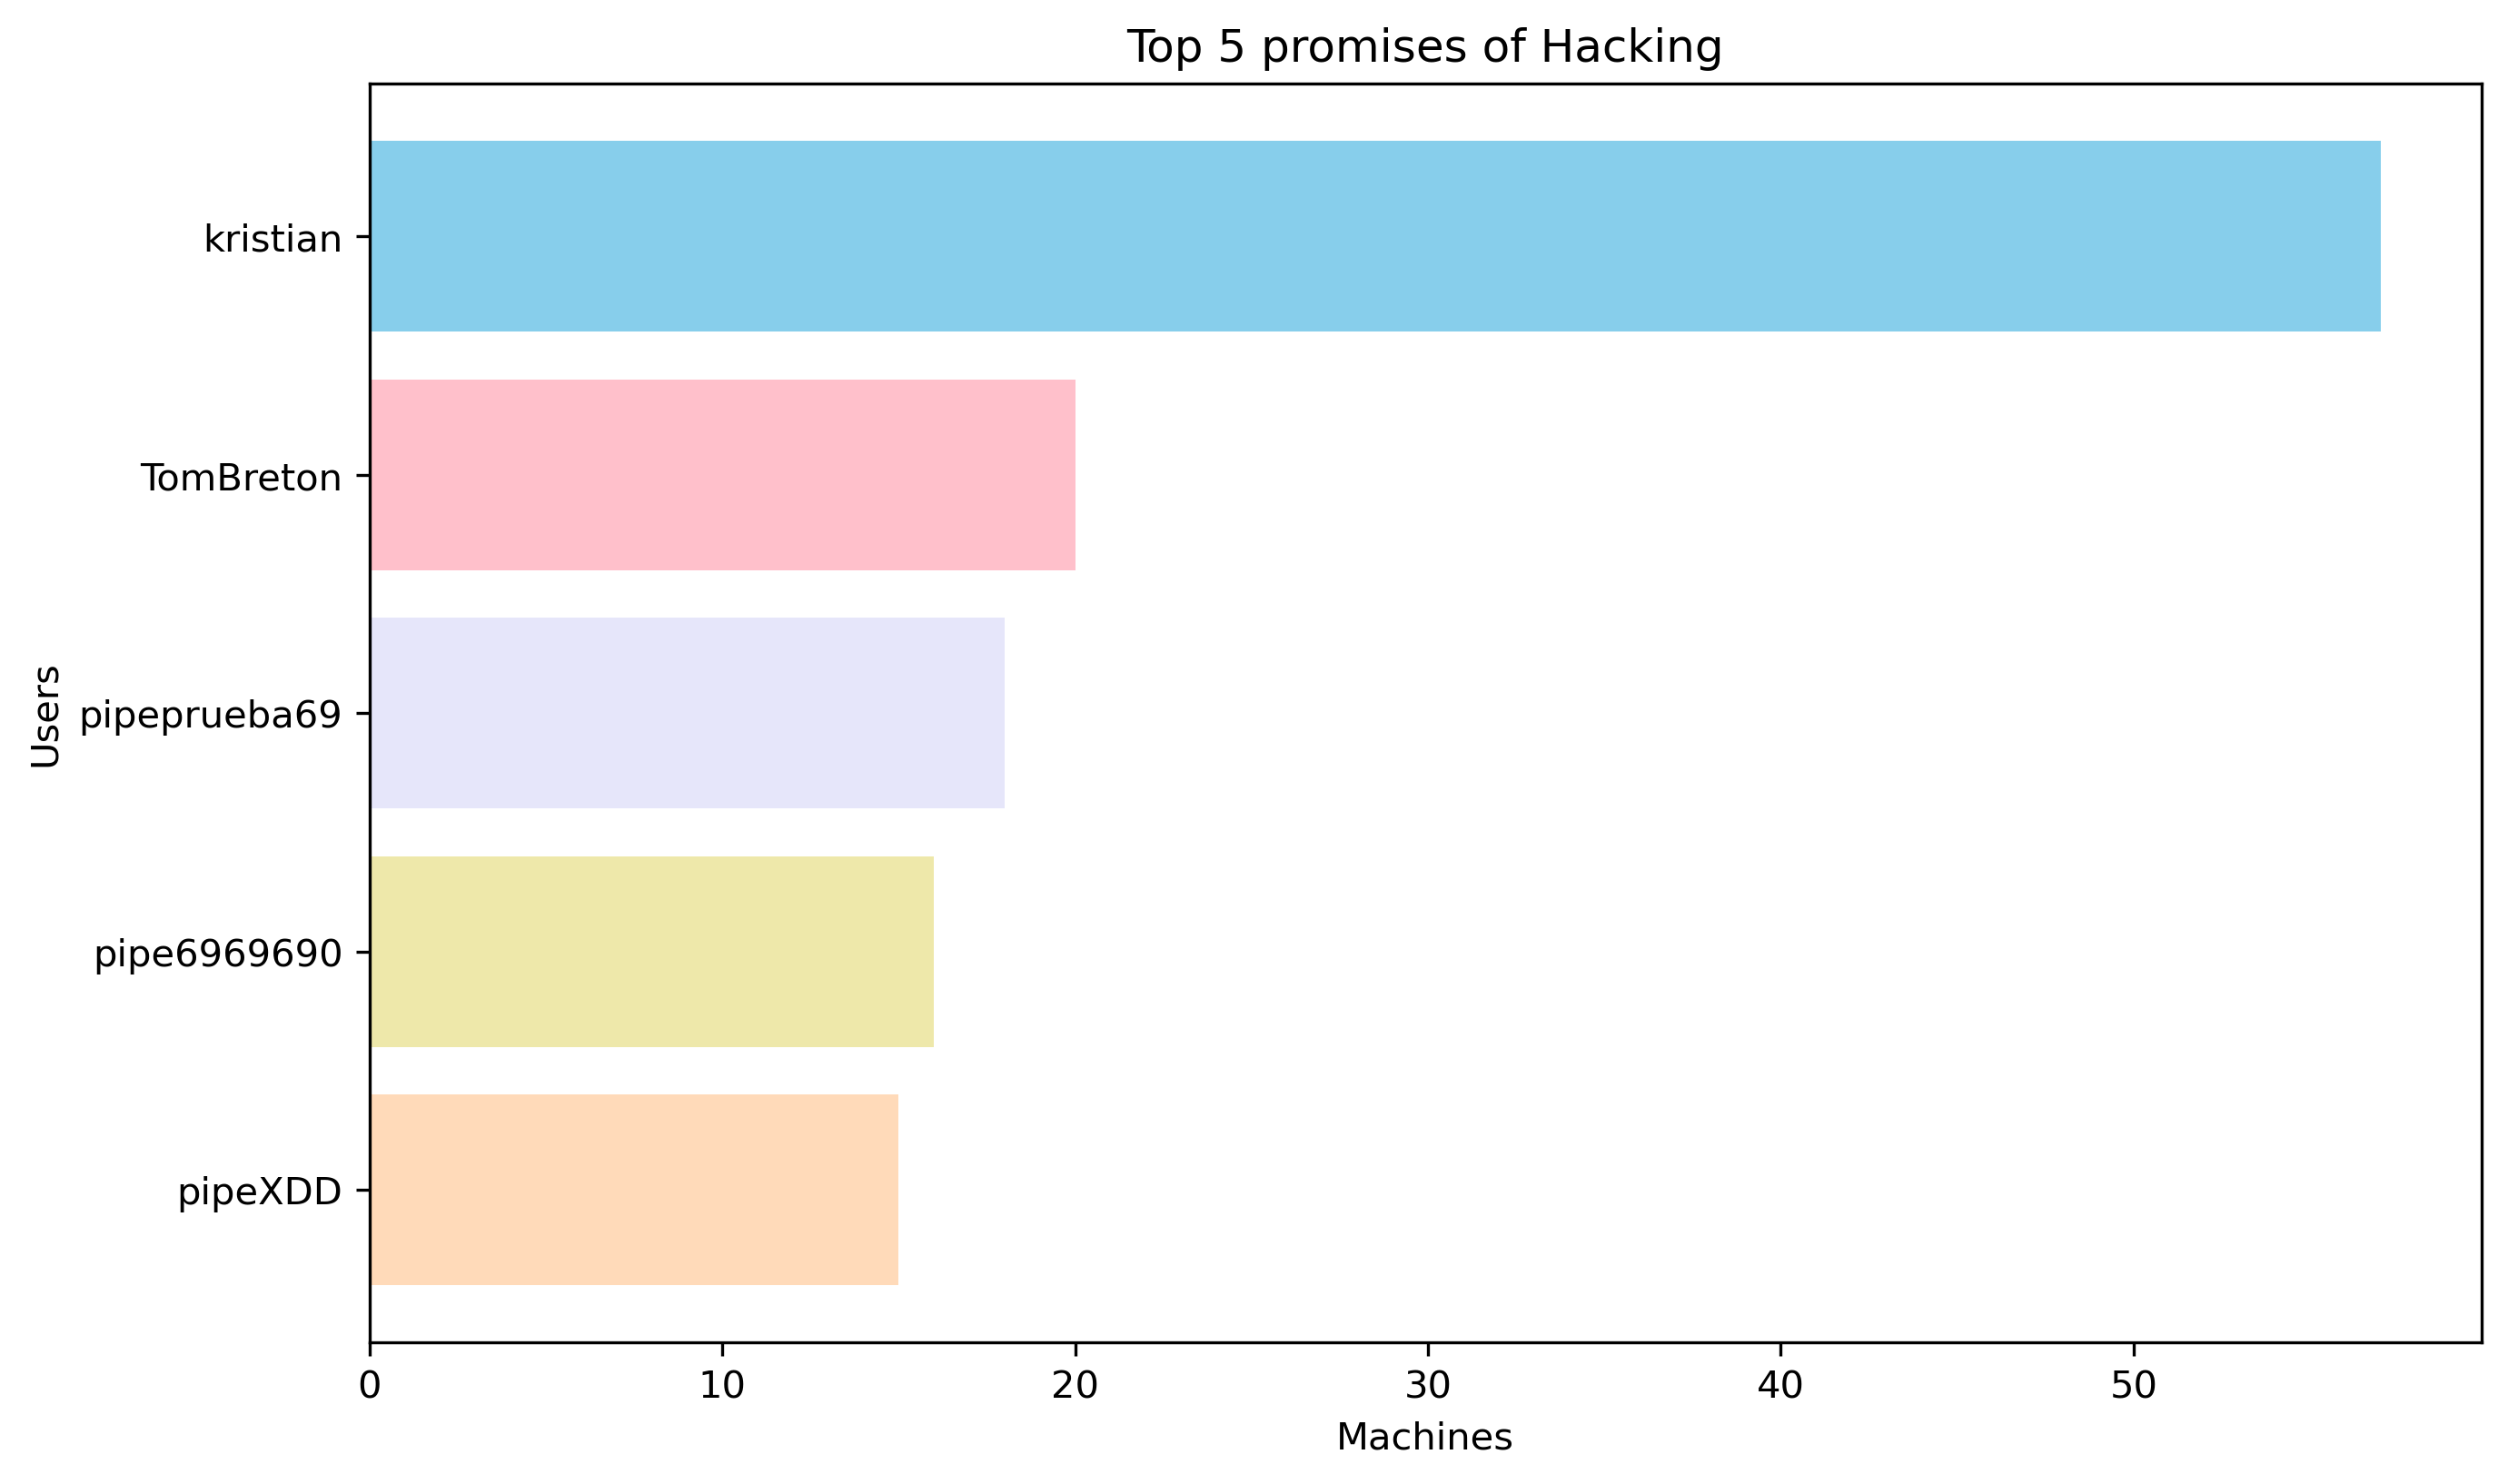 Top 5 promises of Hacking
Users
kristian
TomBreton
pipeprueba69
pipe6969690
pipeXDD
0 10 20 30 40 50
Machines